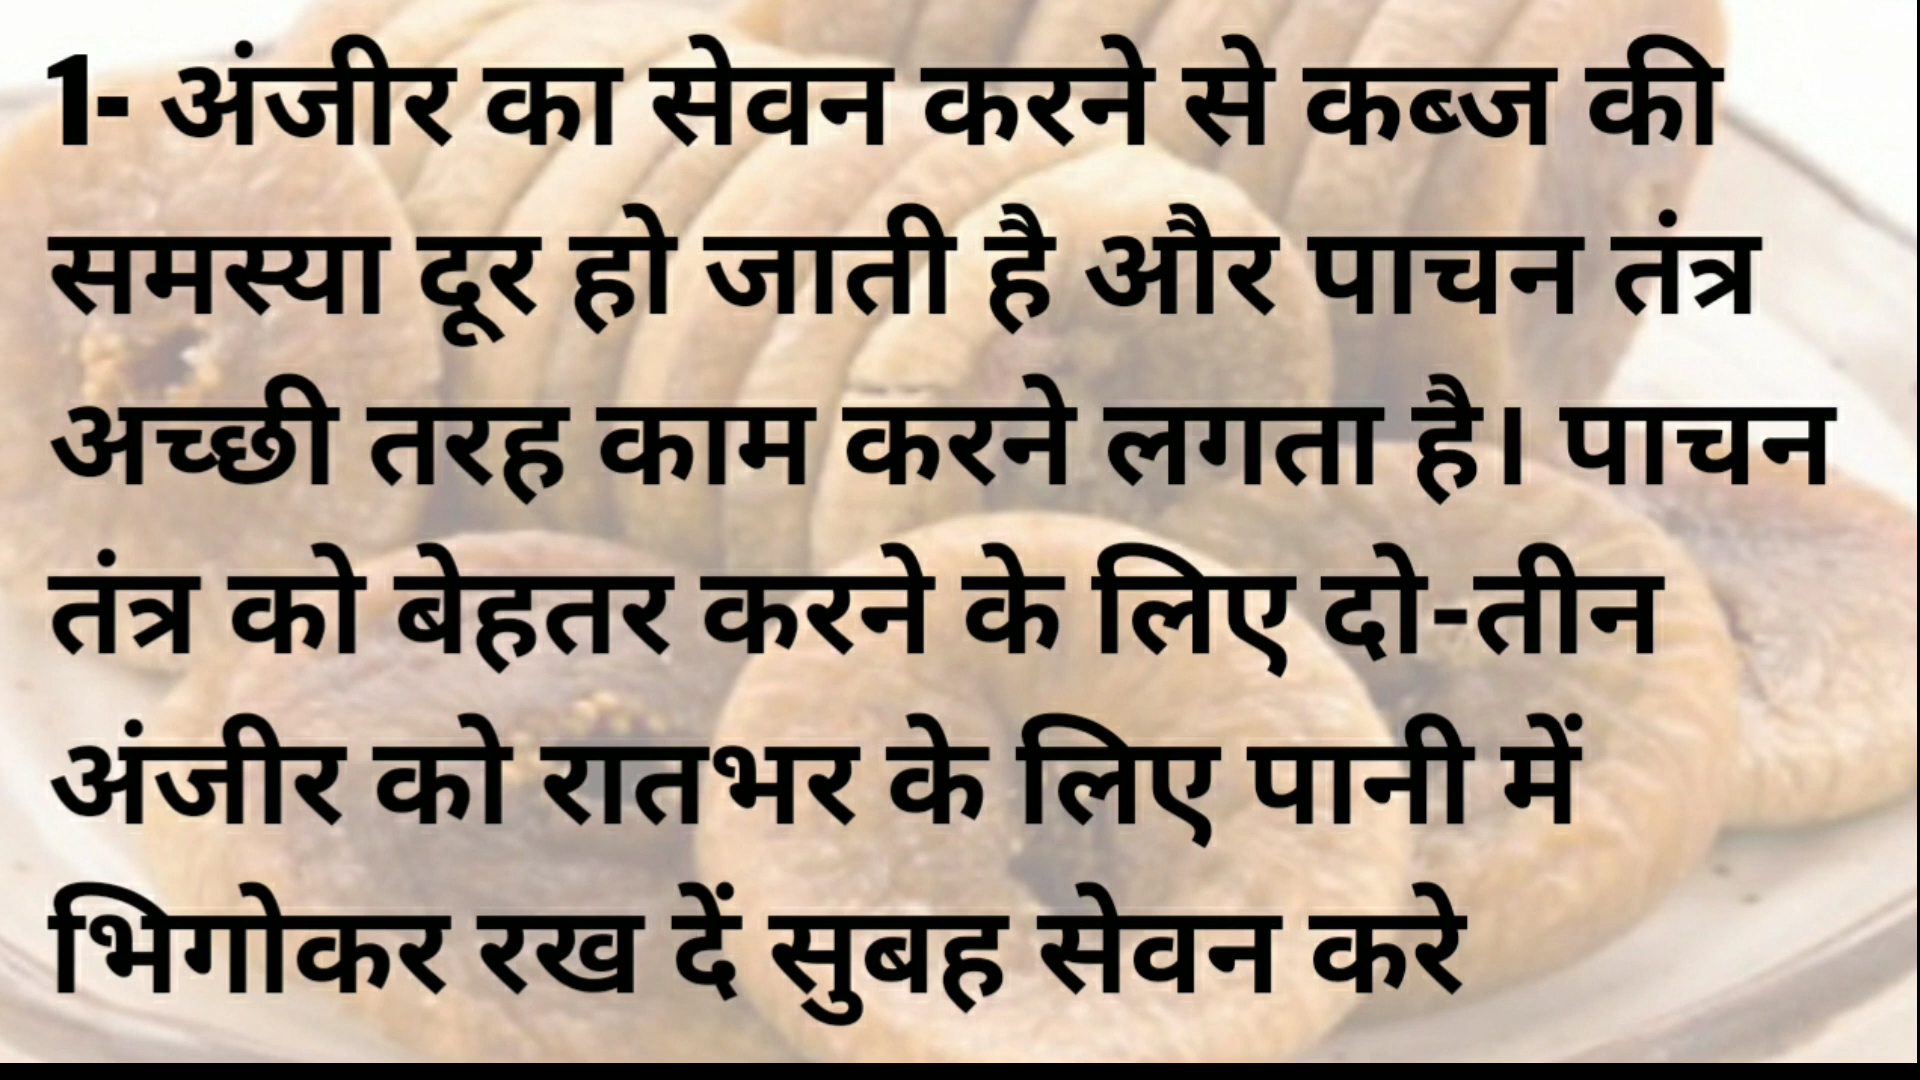 1- अंजीर का सेवन करने से कब्ज की
समस्या दूर हो जाती है और पाचन तंत्र
अच्छी तरह काम करने लगता है। पाचन
तंत्र को बेहतर करने के लिए दो-तीन
अंजीर को रातभर के लिए पानी में
भिगोकर रख दें सुबह सेवन करे